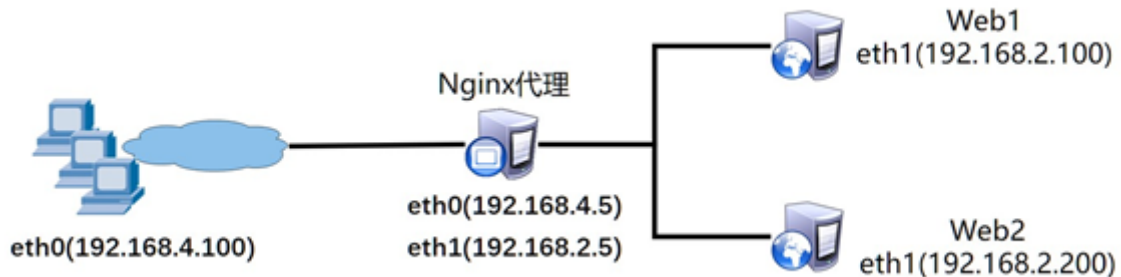 Web1
eth1(192.168.2.100)
Nginx代理
eth0(192.168.4.5)
eth1(192.168.2.5)
eth0(192.168.4.100)
Web2
eth1(192.168.2.200)